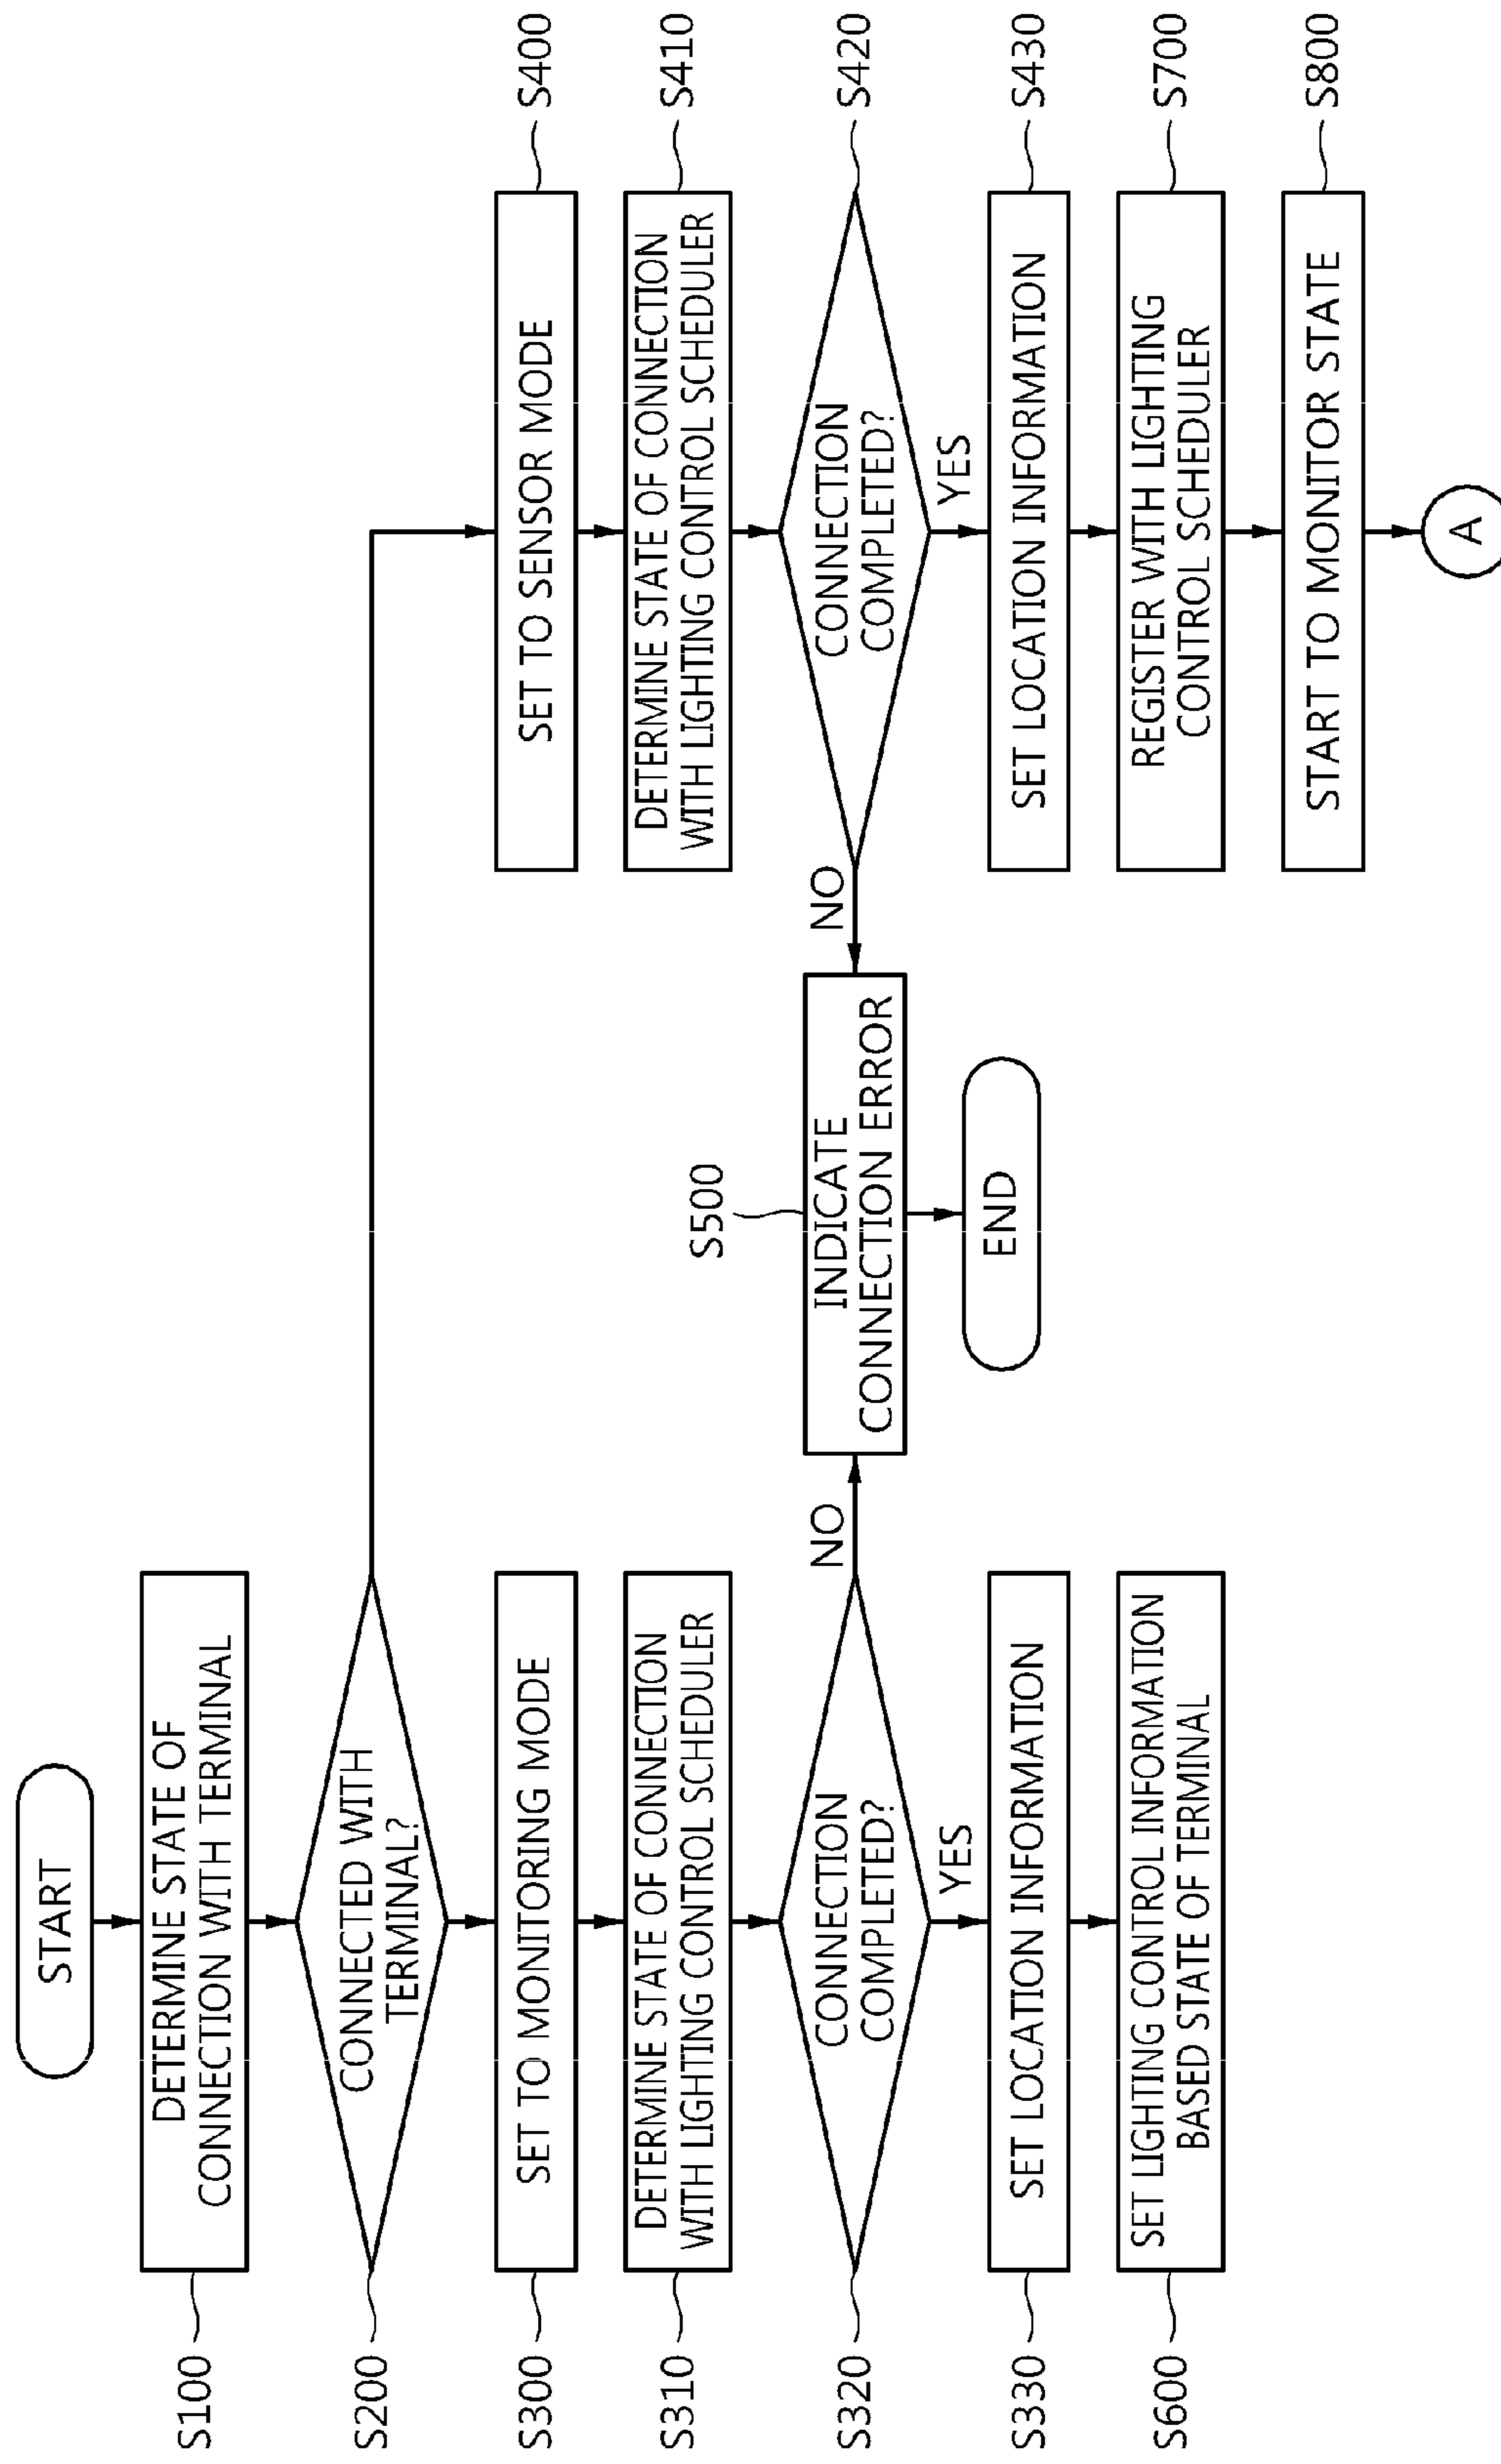 START
S100
DETERMINE STATE OF
CONNECTION WITH TERMINAL
S200
CONNECTED WITH
TERMINAL?
S300
SET TO MONITORING MODE
S310
DETERMINE STATE OF CONNECTION
WITH LIGHTING CONTROL SCHEDULER
S320
CONNECTION
COMPLETED?
NO
YES
S330
SET LOCATION INFORMATION
S600
SET LIGHTING CONTROL INFORMATION
BASED STATE OF TERMINAL
S500
INDICATE
CONNECTION ERROR
END
SET TO SENSOR MODE
S400
DETERMINE STATE OF CONNECTION
WITH LIGHTING CONTROL SCHEDULER
S410
CONNECTION
COMPLETED?
S420
NO
YES
SET LOCATION INFORMATION
S430
REGISTER WITH LIGHTING
CONTROL SCHEDULER
S700
START TO MONITOR STATE
S800
A